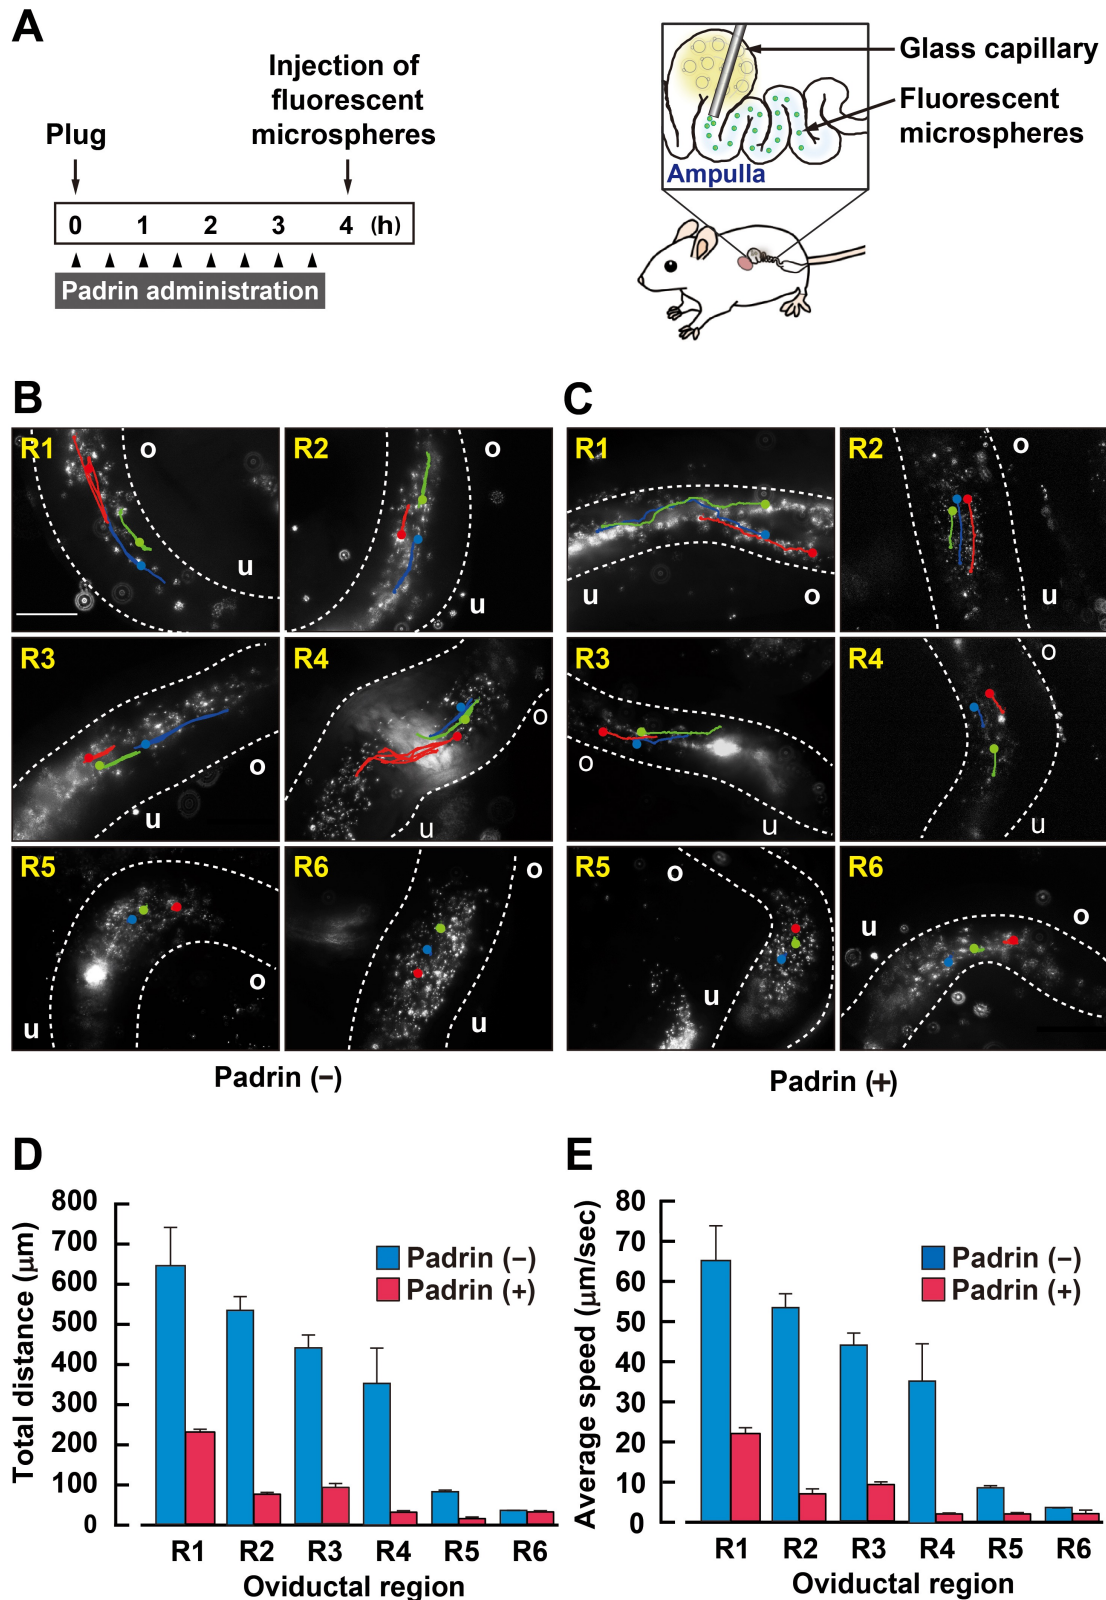 A
Plug
Injection of
fluorescent
microspheres
0 1 2 3 4 (h)
Padrin administration
Glass capillary
Fluorescent
microspheres
Ampulla
B
R1
o
u
R2
o
u
R3
o
u
R4
o
u
R5
o
u
R6
o
u
Padrin (−)
C
R1
u
o
R2
o
u
R3
o
u
R4
o
u
R5
o
u
R6
u
o
Padrin (+)
D
Total distance (µm)
800
700
600
500
400
300
200
100
0
Padrin (−)
Padrin (+)
R1 R2 R3 R4 R5 R6
Oviductal region
E
Average speed (µm/sec)
80
70
60
50
40
30
20
10
0
Padrin (−)
Padrin (+)
R1 R2 R3 R4 R5 R6
Oviductal region